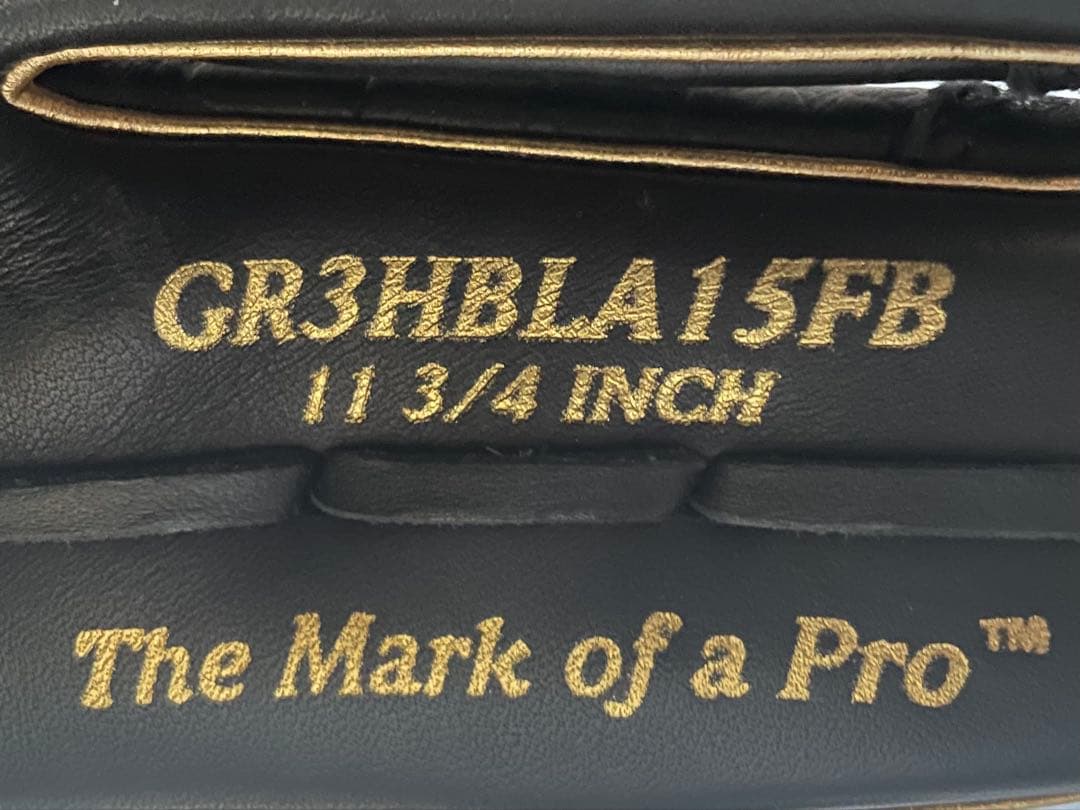 GR3HBLA15FB
11 3/4 INCH
The Mark of a Pro™